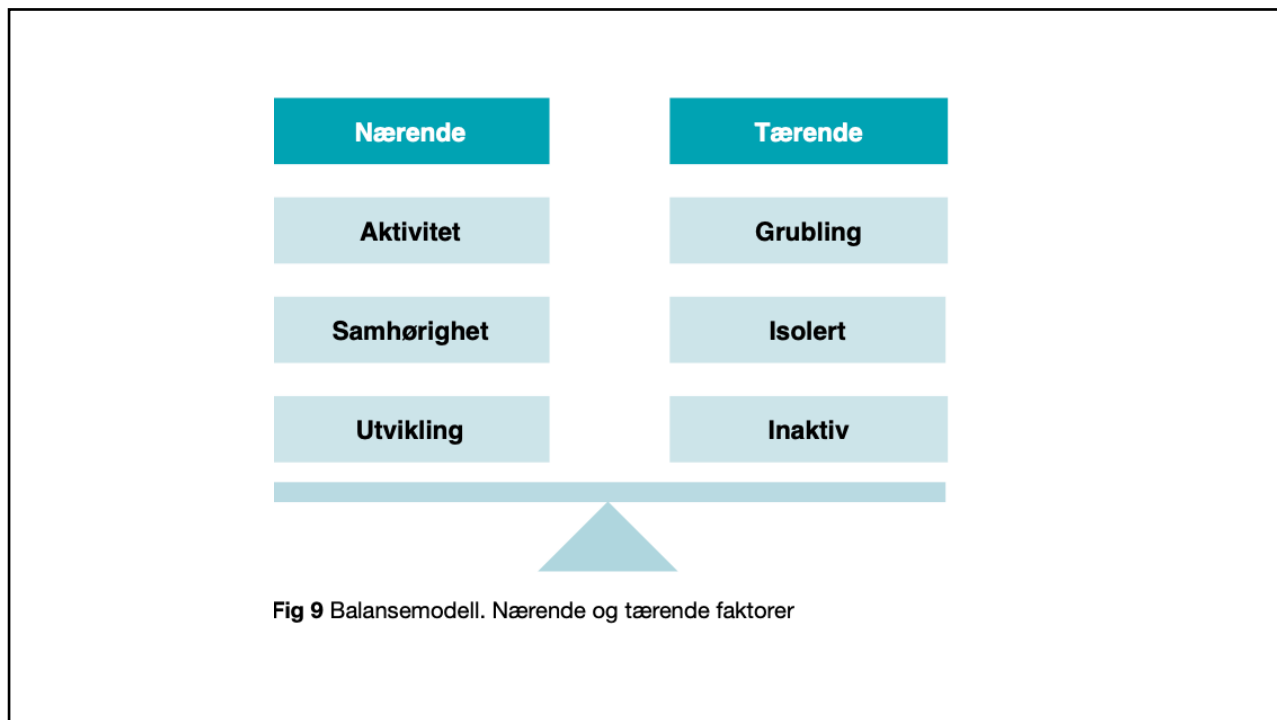 Nærende
Tærende
Aktivitet
Grubling
Samhørighet
Isolert
Utvikling
Inaktiv
Fig 9 Balansemodell. Nærende og tærende faktorer